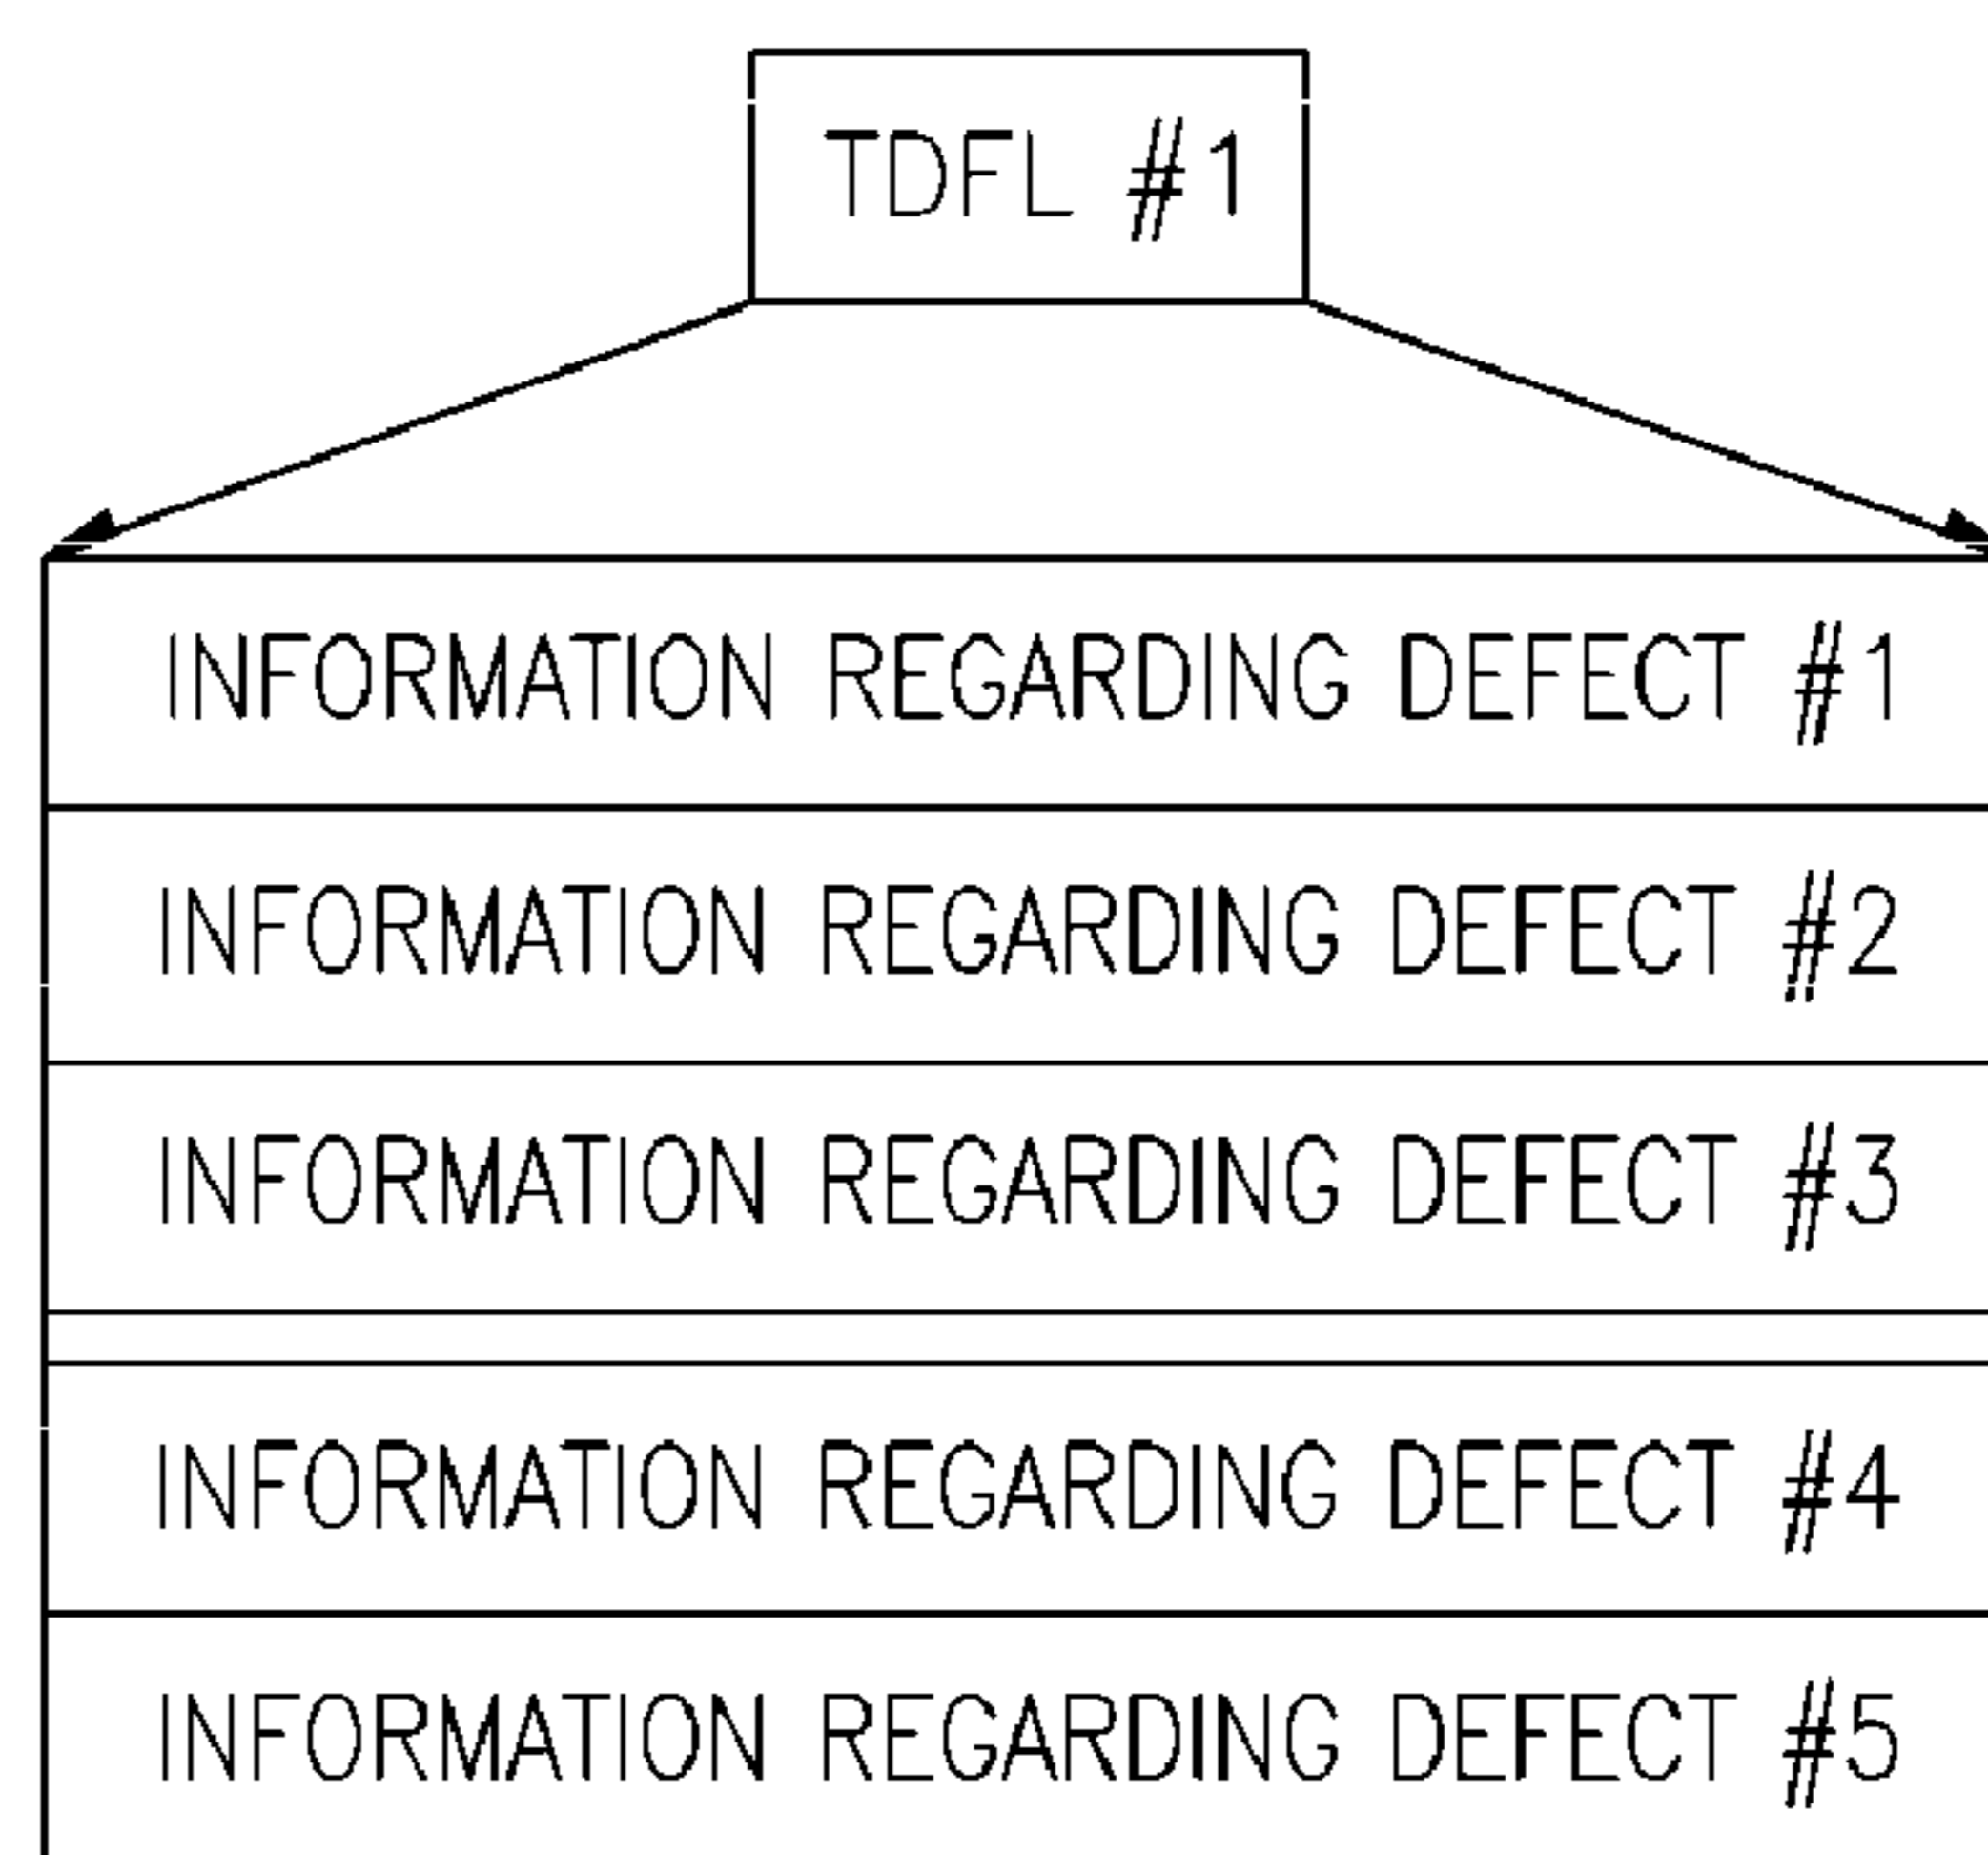 TDFL #1
INFORMATION REGARDING DEFECT #1
INFORMATION REGARDING DEFECT #2
INFORMATION REGARDING DEFECT #3
INFORMATION REGARDING DEFECT #4
INFORMATION REGARDING DEFECT #5